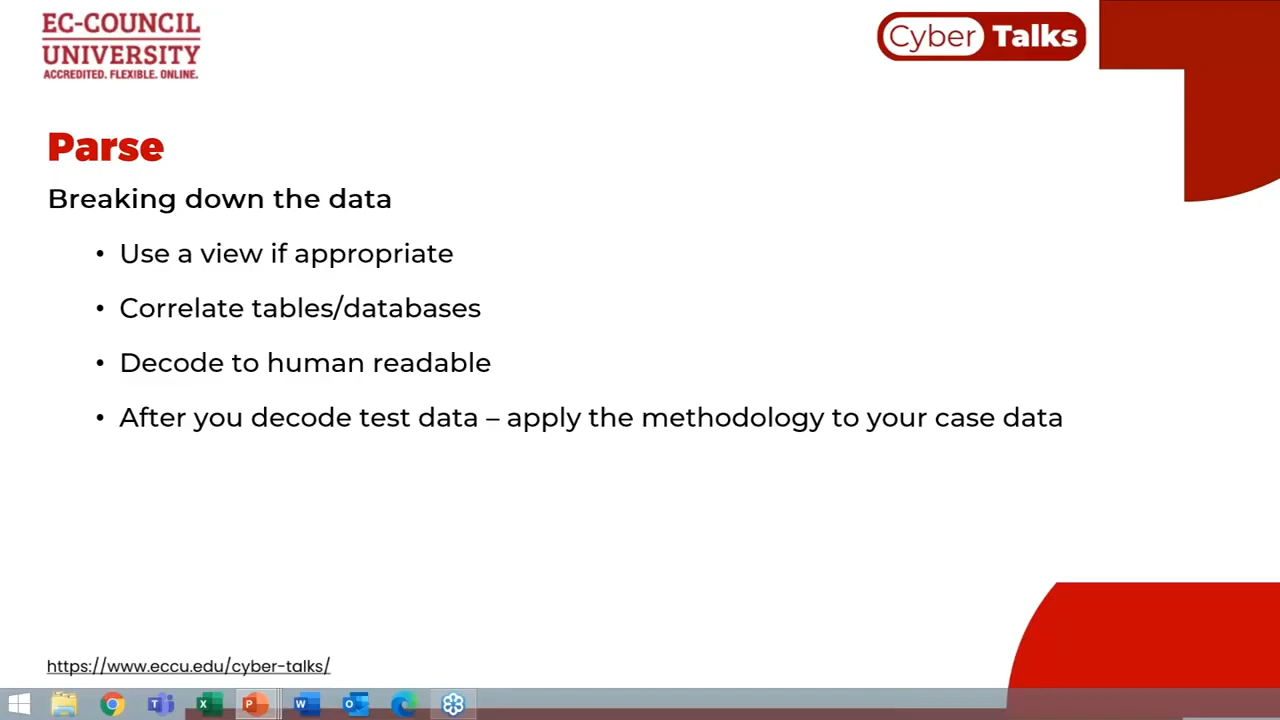 EC-COUNCIL
UNIVERSITY
ACCREDITED. FLEXIBLE. ONLINE.
Cyber Talks
Parse
Breaking down the data
• Use a view if appropriate
• Correlate tables/databases
• Decode to human readable
• After you decode test data – apply the methodology to your case data
https://www.eccu.edu/cyber-talks/